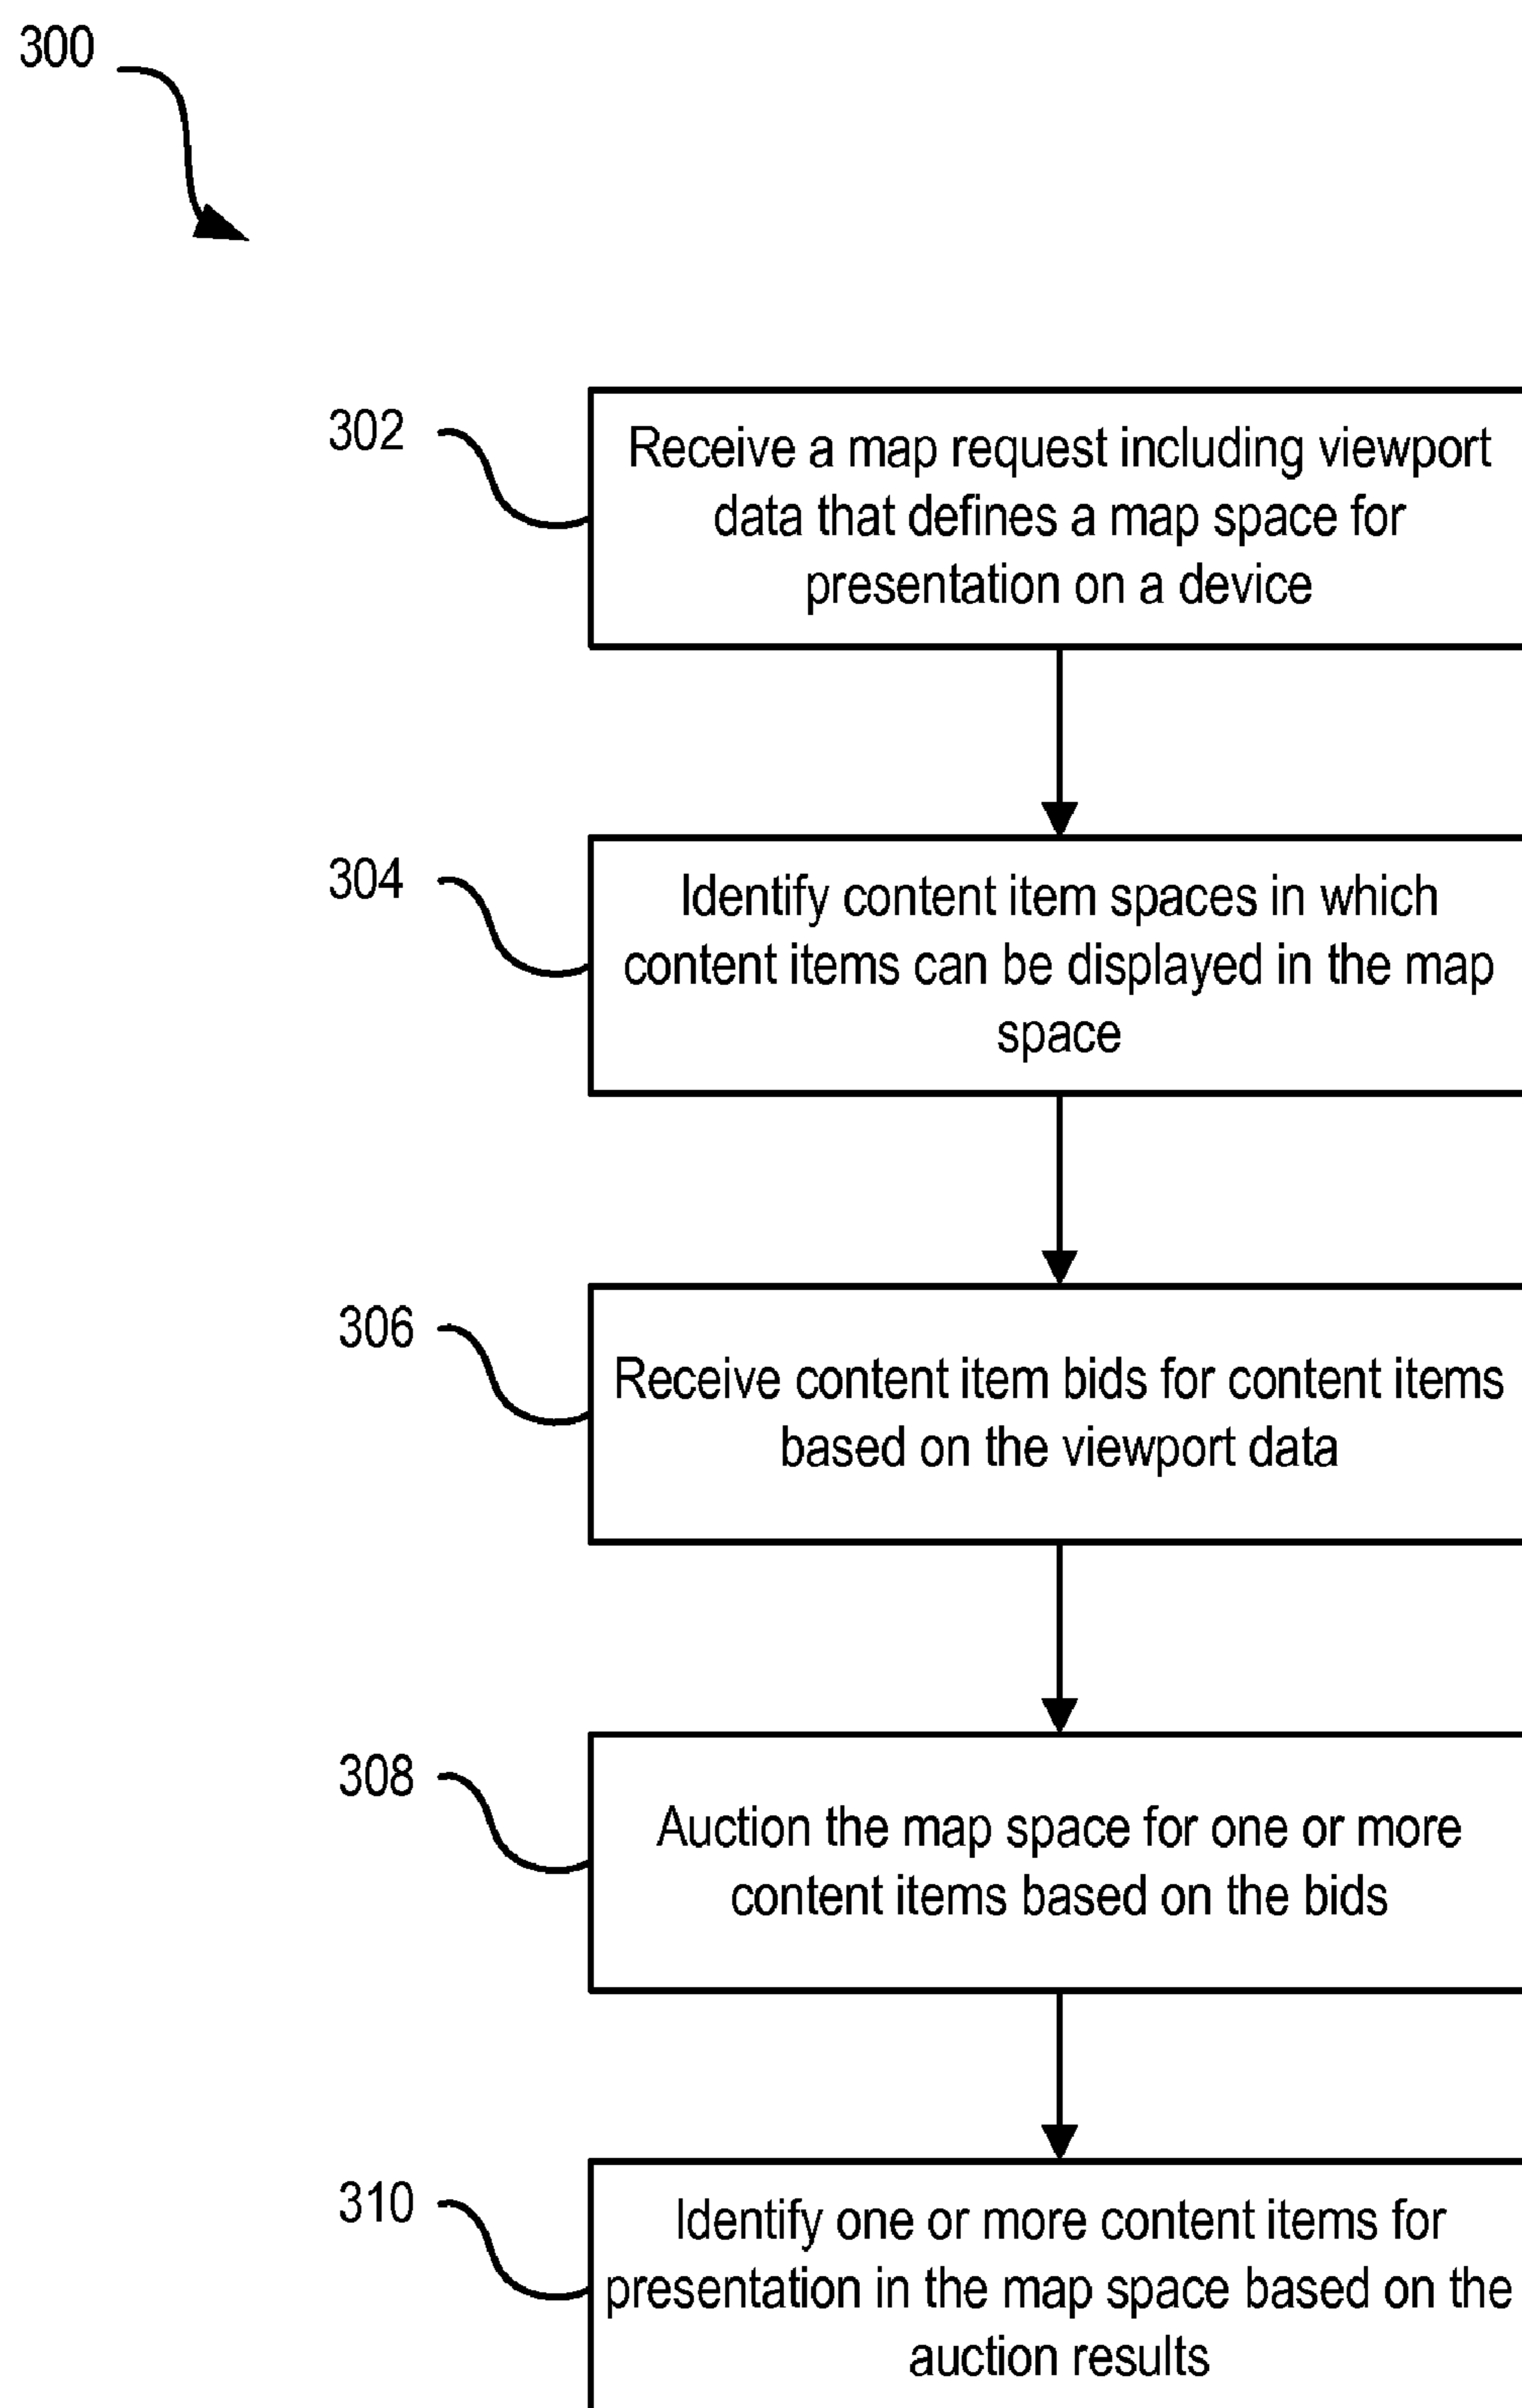 300
302
Receive a map request including viewport
data that defines a map space for
presentation on a device
304
Identify content item spaces in which
content items can be displayed in the map
space
306
Receive content item bids for content items
based on the viewport data
308
Auction the map space for one or more
content items based on the bids
310
Identify one or more content items for
presentation in the map space based on the
auction results